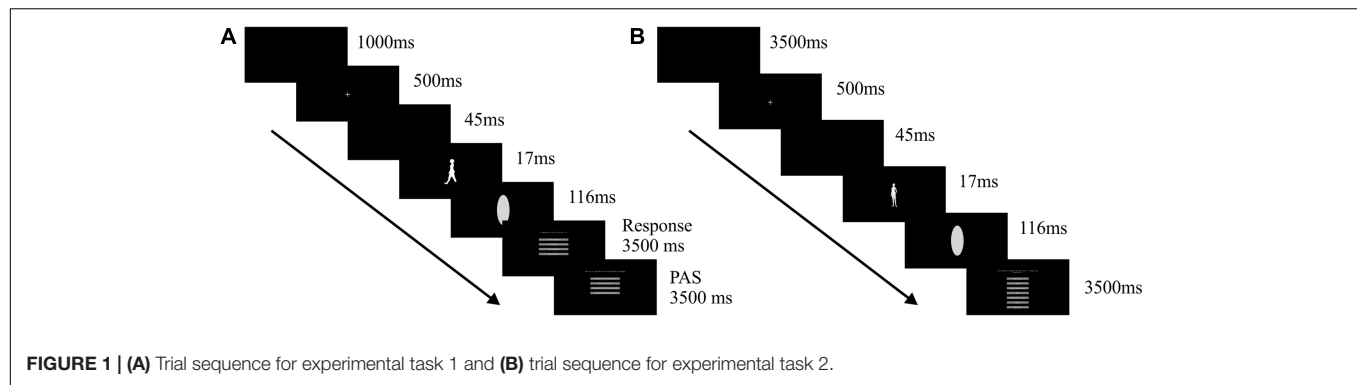 A
1000ms
500ms
45ms
17ms
116ms
Response
3500 ms
PAS
3500 ms
B
3500ms
500ms
45ms
17ms
116ms
3500ms
FIGURE 1 | (A) Trial sequence for experimental task 1 and (B) trial sequence for experimental task 2.